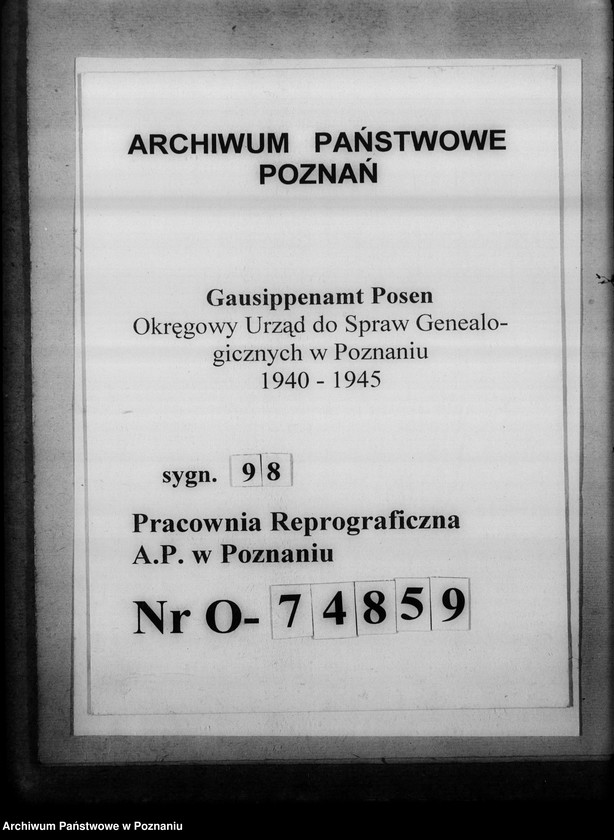 ARCHIWUM PAŃSTWOWE
POZNAŃ
Gausippenamt Posen
Okręgowy Urząd do Spraw Genealo-
gicznych w Poznaniu
1940 - 1945
sygn. 98
Pracownia Reprograficzna
A.P. w Poznaniu
Nr O- 74859
Archiwum Państwowe w Poznaniu